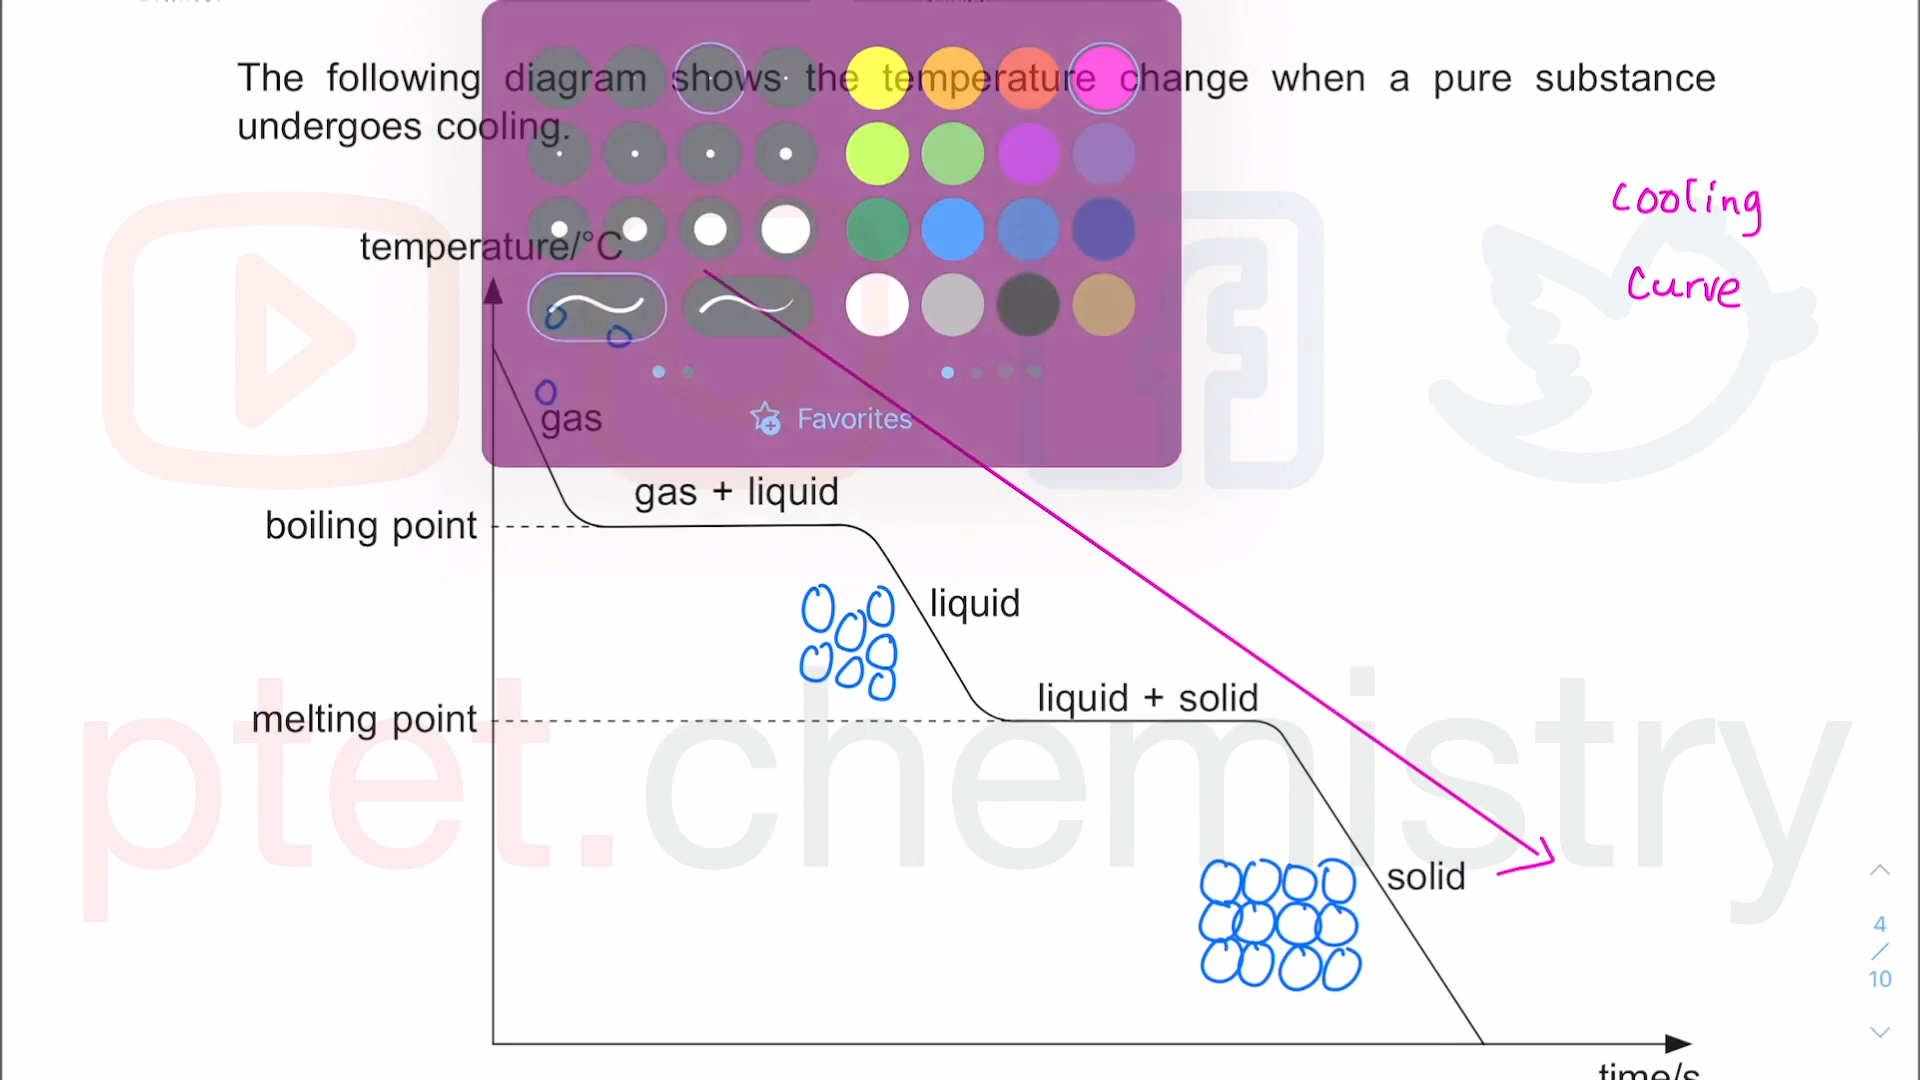 The following diagram shows the temperature change when a pure substance
undergoes cooling.
cooling
curve
temperature/°C
gas
Favorites
gas + liquid
boiling point
liquid
liquid + solid
melting point
ptet.chemistry
solid
4
/
10
time/s